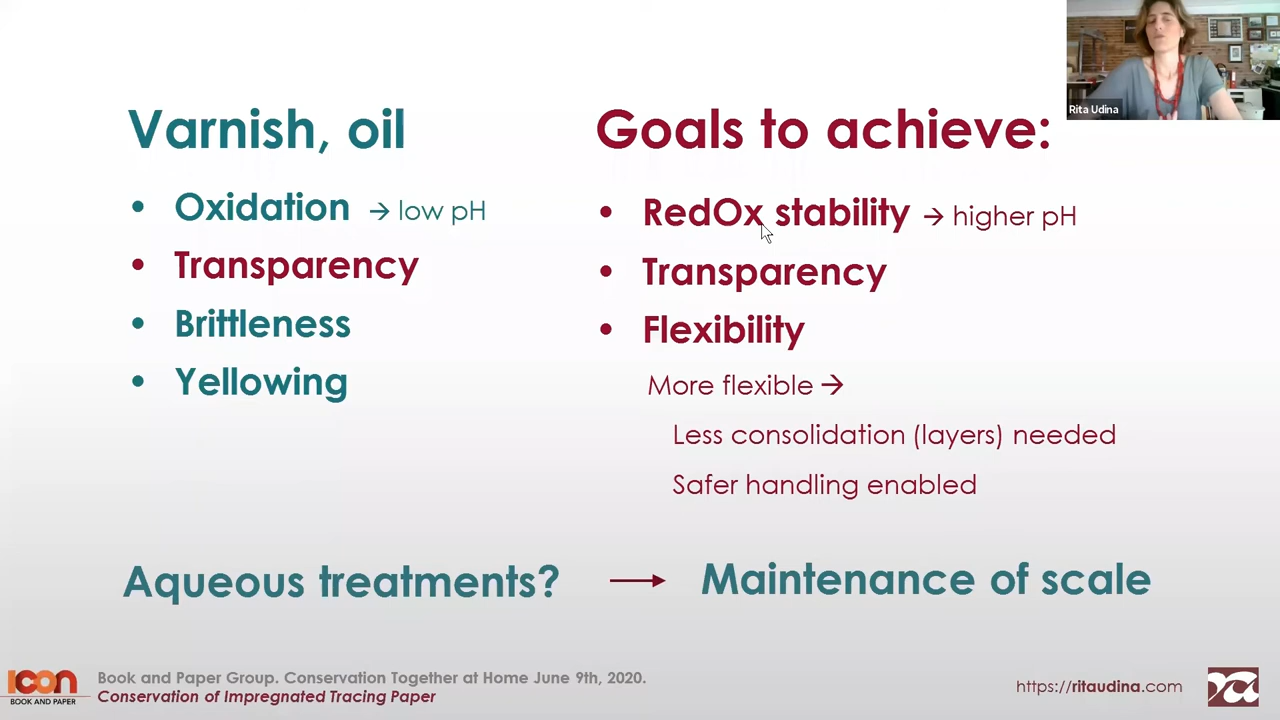 Rita Udina
Varnish, oil
• Oxidation → low pH
• Transparency
• Brittleness
• Yellowing
Goals to achieve:
• RedOx stability → higher pH
• Transparency
• Flexibility
More flexible →
Less consolidation (layers) needed
Safer handling enabled
Aqueous treatments? → Maintenance of scale
icon
BOOK AND PAPER
Book and Paper Group. Conservation Together at Home June 9th, 2020.
Conservation of Impregnated Tracing Paper
https://ritaudina.com